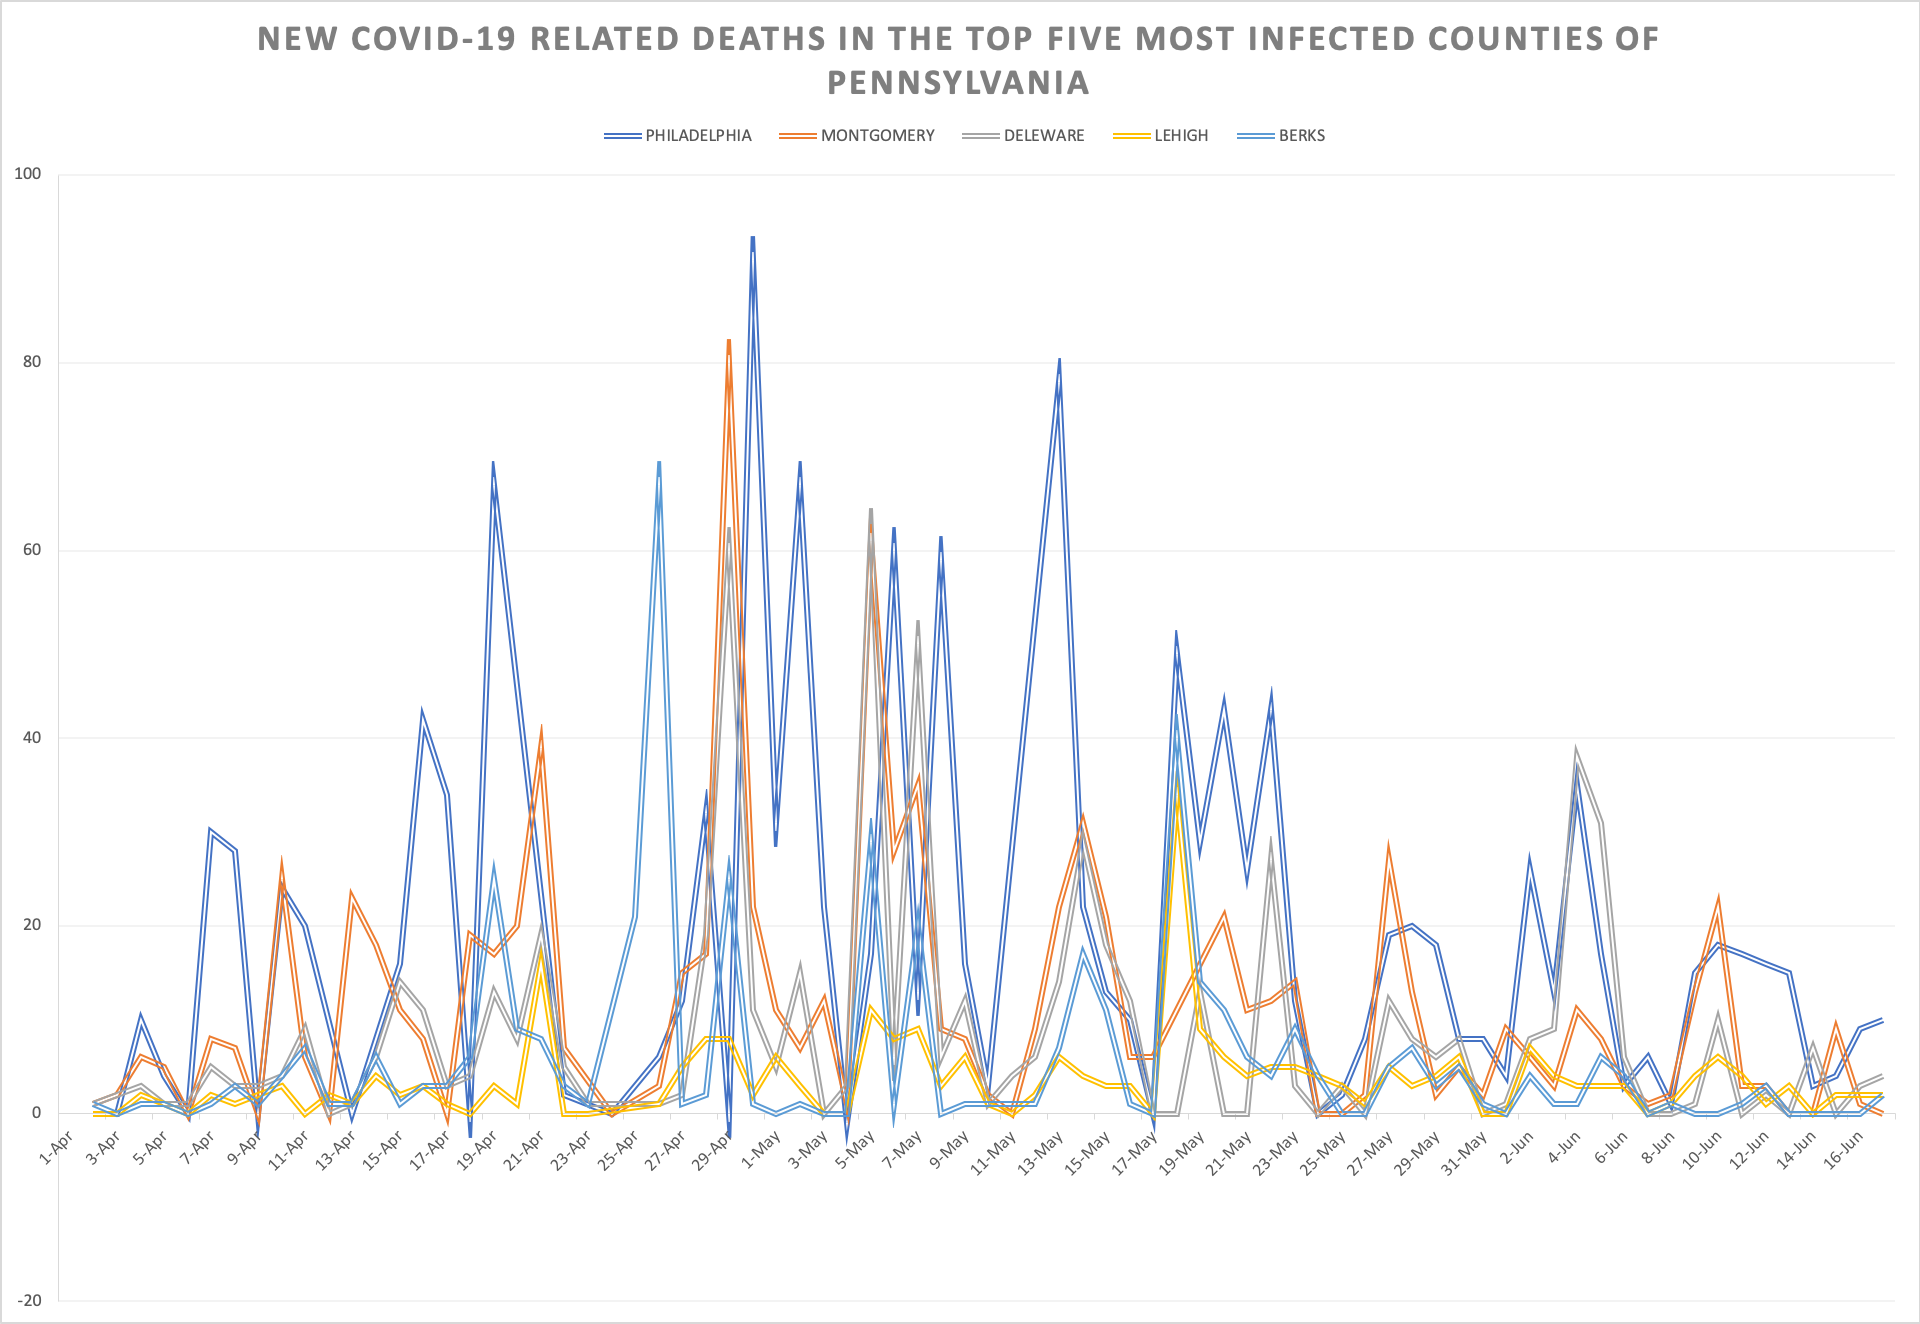 NEW COVID-19 RELATED DEATHS IN THE TOP FIVE MOST INFECTED COUNTIES OF
PENNSYLVANIA
PHILADELPHIA MONTGOMERY DELEWARE LEHIGH BERKS
100
80
60
40
20
0
1-Apr 3-Apr 5-Apr 7-Apr 9-Apr 11-Apr 13-Apr 15-Apr 17-Apr 19-Apr 21-Apr 23-Apr 25-Apr 27-Apr 29-Apr 1-May 3-May 5-May 7-May 9-May 11-May 13-May 15-May 17-May 19-May 21-May 23-May 25-May 27-May 29-May 31-May 2-Jun 4-Jun 6-Jun 8-Jun 10-Jun 12-Jun 14-Jun 16-Jun
-20